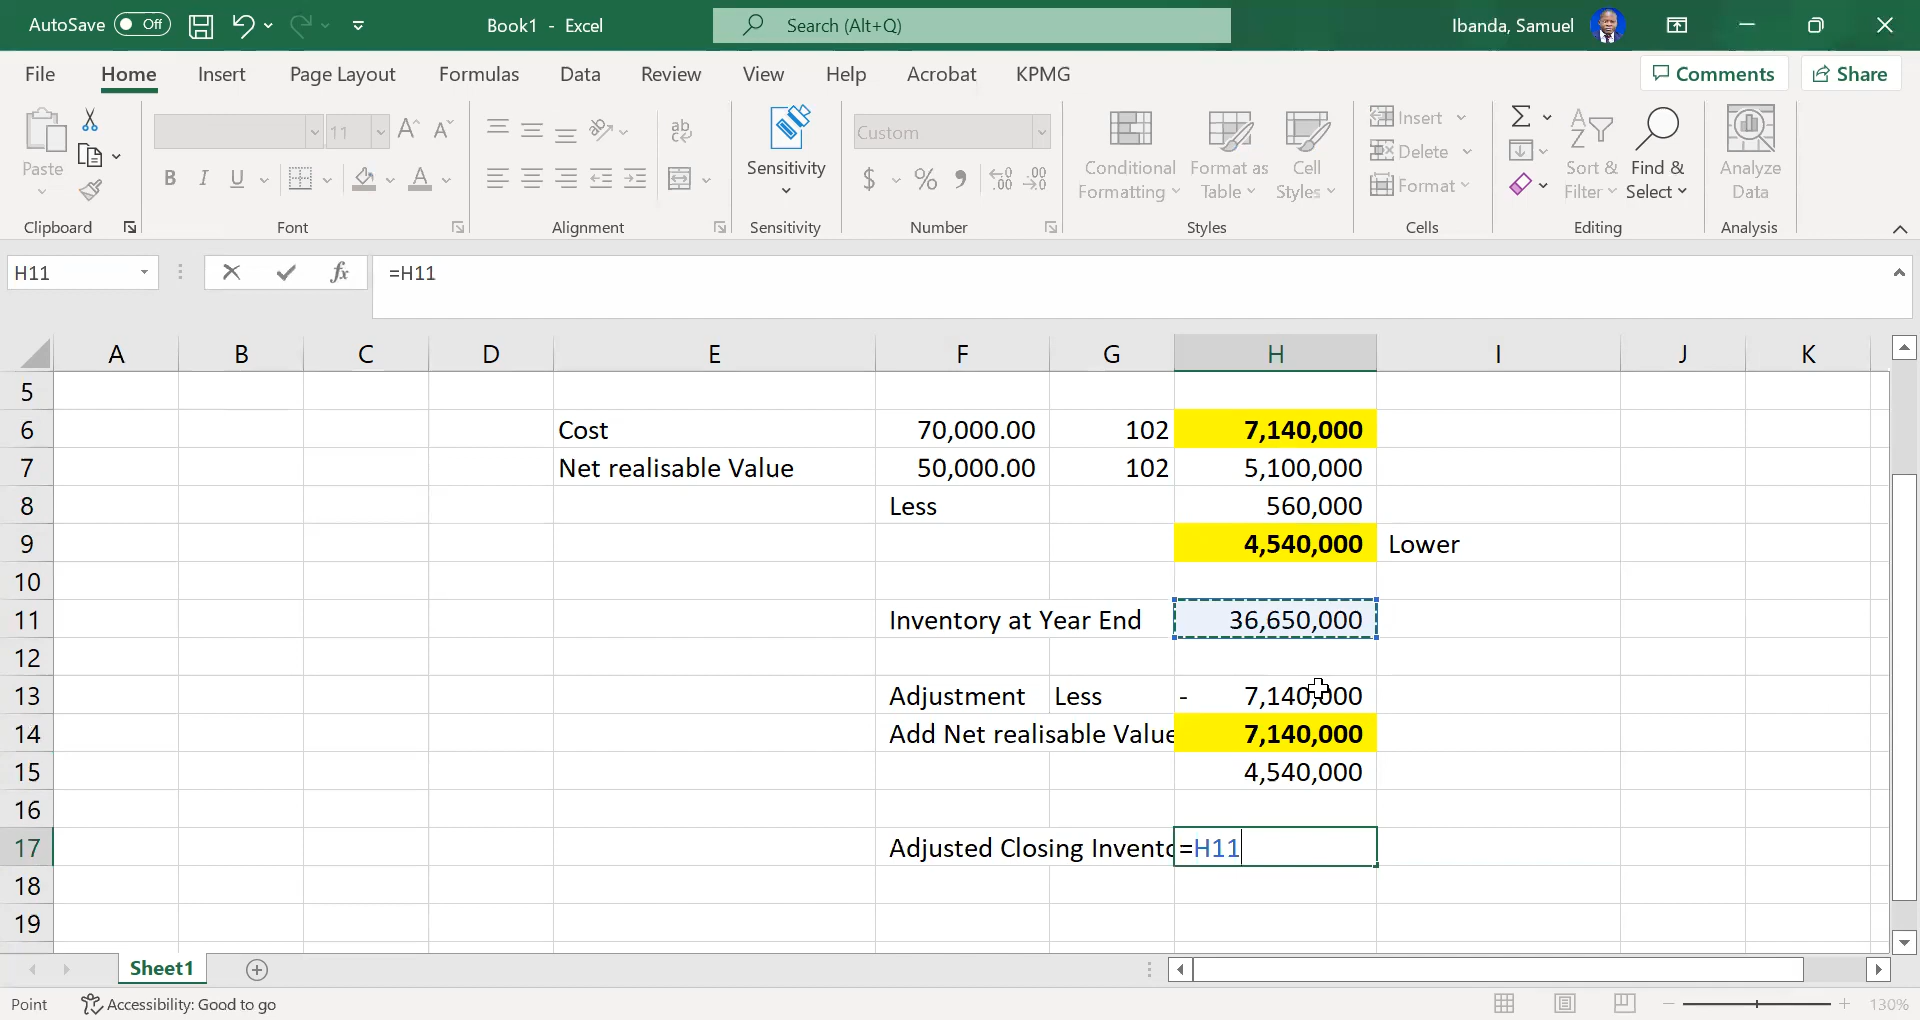 AutoSave Off Book1 - Excel Search (Alt+Q) Ibanda, Samuel
File Home Insert Page Layout Formulas Data Review View Help Acrobat KPMG Comments Share
Paste 11 ab Sensitivity Custom $ % Conditional Formatting Format as Table Cell Styles Insert Delete Format Sort & Filter Find & Select Analyze Data
B I U A
Clipboard Font Alignment Sensitivity Number Styles Cells Editing Analysis
H11 fx =H11
A B C D E F G H I J K
5
6 Cost 70,000.00 102 7,140,000
7 Net realisable Value 50,000.00 102 5,100,000
8 Less 560,000
9 4,540,000 Lower
10
11 Inventory at Year End 36,650,000
12
13 Adjustment Less - 7,140,000
14 Add Net realisable Value 7,140,000
15 4,540,000
16
17 Adjusted Closing Invento =H11
18
19
Sheet1
Point Accessibility: Good to go 130%